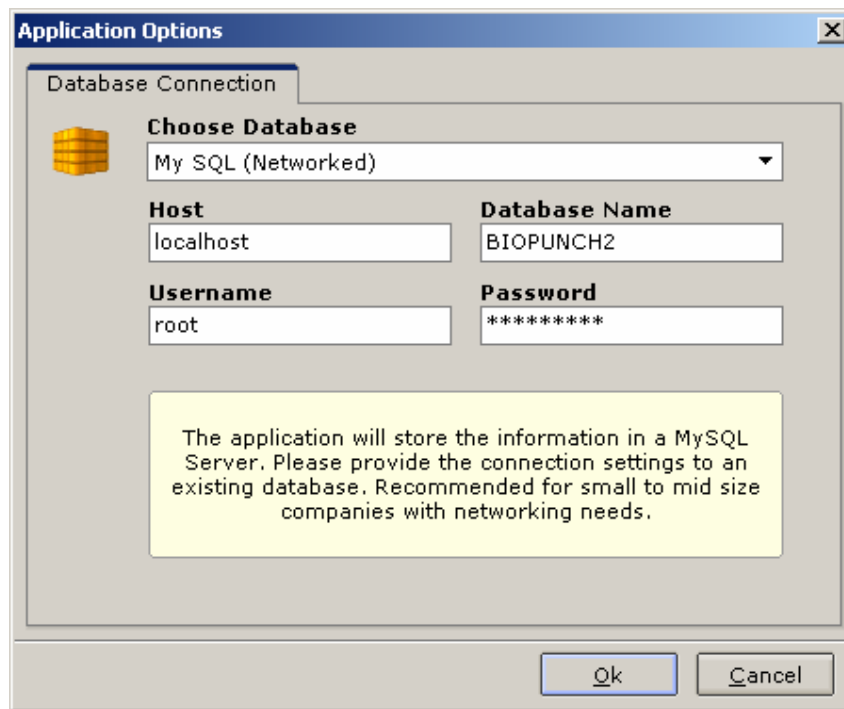 Application Options
Database Connection
Choose Database
My SQL (Networked)
Host
Database Name
localhost
BIOPUNCH2
Username
Password
root
*********
The application will store the information in a MySQL
Server. Please provide the connection settings to an
existing database. Recommended for small to mid size
companies with networking needs.
Ok
Cancel